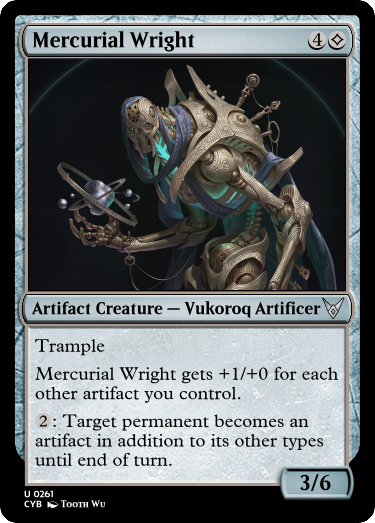 Mercurial Wright 4
Artifact Creature — Vukoroq Artificer
Trample
Mercurial Wright gets +1/+0 for each
other artifact you control.
2: Target permanent becomes an
artifact in addition to its other types
until end of turn.
3/6
U 0261
CYB Tooth Wu